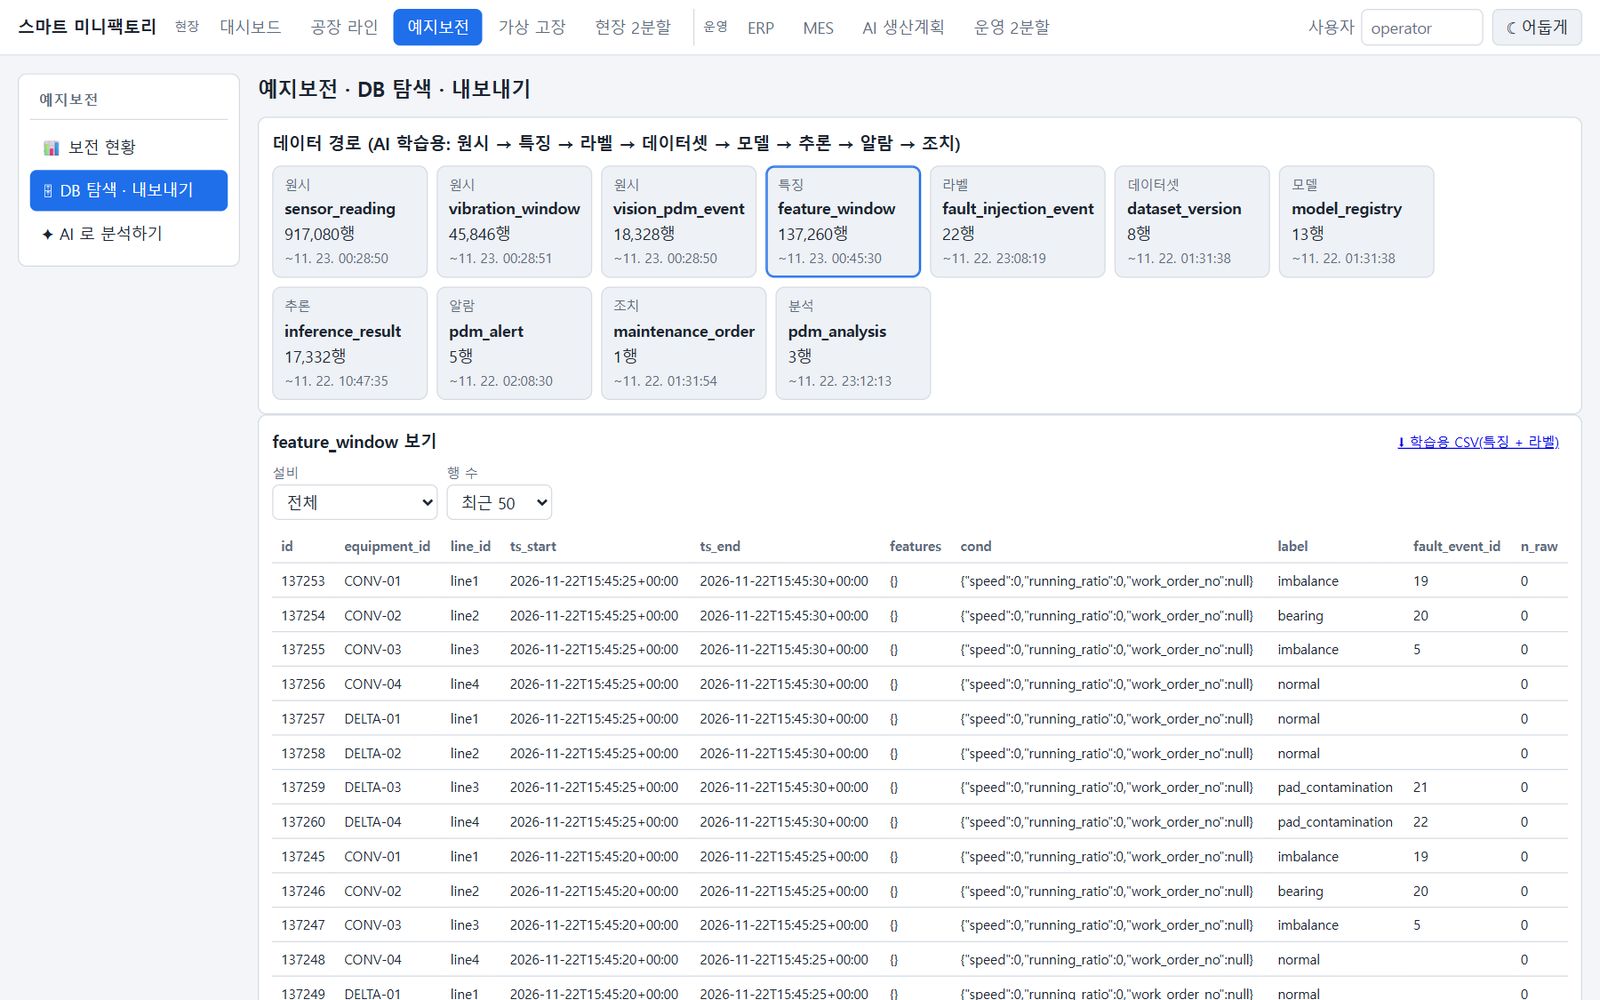 스마트 미니팩토리 현장 대시보드 공장 라인 예지보전 가상 고장 현장 2분할 운영 ERP MES AI 생산계획 운영 2분할 사용자 operator ☾ 어둡게
예지보전
📊 보전 현황
🗄 DB 탐색 · 내보내기
✦ AI 로 분석하기
예지보전 · DB 탐색 · 내보내기
데이터 경로 (AI 학습용: 원시 → 특징 → 라벨 → 데이터셋 → 모델 → 추론 → 알람 → 조치)
원시
sensor_reading
917,080행
~11. 23. 00:28:50
원시
vibration_window
45,846행
~11. 23. 00:28:51
원시
vision_pdm_event
18,328행
~11. 23. 00:28:50
특징
feature_window
137,260행
~11. 23. 00:45:30
라벨
fault_injection_event
22행
~11. 22. 23:08:19
데이터셋
dataset_version
8행
~11. 22. 01:31:38
모델
model_registry
13행
~11. 22. 01:31:38
추론
inference_result
17,332행
~11. 22. 10:47:35
알람
pdm_alert
5행
~11. 22. 02:08:30
조치
maintenance_order
1행
~11. 22. 01:31:54
분석
pdm_analysis
3행
~11. 22. 23:12:13
feature_window 보기
⬇ 학습용 CSV(특징 + 라벨)
설비 행 수
전체 최근 50
id equipment_id line_id ts_start ts_end features cond label fault_event_id n_raw
137253 CONV-01 line1 2026-11-22T15:45:25+00:00 2026-11-22T15:45:30+00:00 {} {"speed":0,"running_ratio":0,"work_order_no":null} imbalance 19 0
137254 CONV-02 line2 2026-11-22T15:45:25+00:00 2026-11-22T15:45:30+00:00 {} {"speed":0,"running_ratio":0,"work_order_no":null} bearing 20 0
137255 CONV-03 line3 2026-11-22T15:45:25+00:00 2026-11-22T15:45:30+00:00 {} {"speed":0,"running_ratio":0,"work_order_no":null} imbalance 5 0
137256 CONV-04 line4 2026-11-22T15:45:25+00:00 2026-11-22T15:45:30+00:00 {} {"speed":0,"running_ratio":0,"work_order_no":null} normal 0
137257 DELTA-01 line1 2026-11-22T15:45:25+00:00 2026-11-22T15:45:30+00:00 {} {"speed":0,"running_ratio":0,"work_order_no":null} normal 0
137258 DELTA-02 line2 2026-11-22T15:45:25+00:00 2026-11-22T15:45:30+00:00 {} {"speed":0,"running_ratio":0,"work_order_no":null} normal 0
137259 DELTA-03 line3 2026-11-22T15:45:25+00:00 2026-11-22T15:45:30+00:00 {} {"speed":0,"running_ratio":0,"work_order_no":null} pad_contamination 21 0
137260 DELTA-04 line4 2026-11-22T15:45:25+00:00 2026-11-22T15:45:30+00:00 {} {"speed":0,"running_ratio":0,"work_order_no":null} pad_contamination 22 0
137245 CONV-01 line1 2026-11-22T15:45:20+00:00 2026-11-22T15:45:25+00:00 {} {"speed":0,"running_ratio":0,"work_order_no":null} imbalance 19 0
137246 CONV-02 line2 2026-11-22T15:45:20+00:00 2026-11-22T15:45:25+00:00 {} {"speed":0,"running_ratio":0,"work_order_no":null} bearing 20 0
137247 CONV-03 line3 2026-11-22T15:45:20+00:00 2026-11-22T15:45:25+00:00 {} {"speed":0,"running_ratio":0,"work_order_no":null} imbalance 5 0
137248 CONV-04 line4 2026-11-22T15:45:20+00:00 2026-11-22T15:45:25+00:00 {} {"speed":0,"running_ratio":0,"work_order_no":null} normal 0
137249 DELTA-01 line1 2026-11-22T15:45:20+00:00 2026-11-22T15:45:25+00:00 {} {"speed":0,"running_ratio":0,"work_order_no":null} normal 0